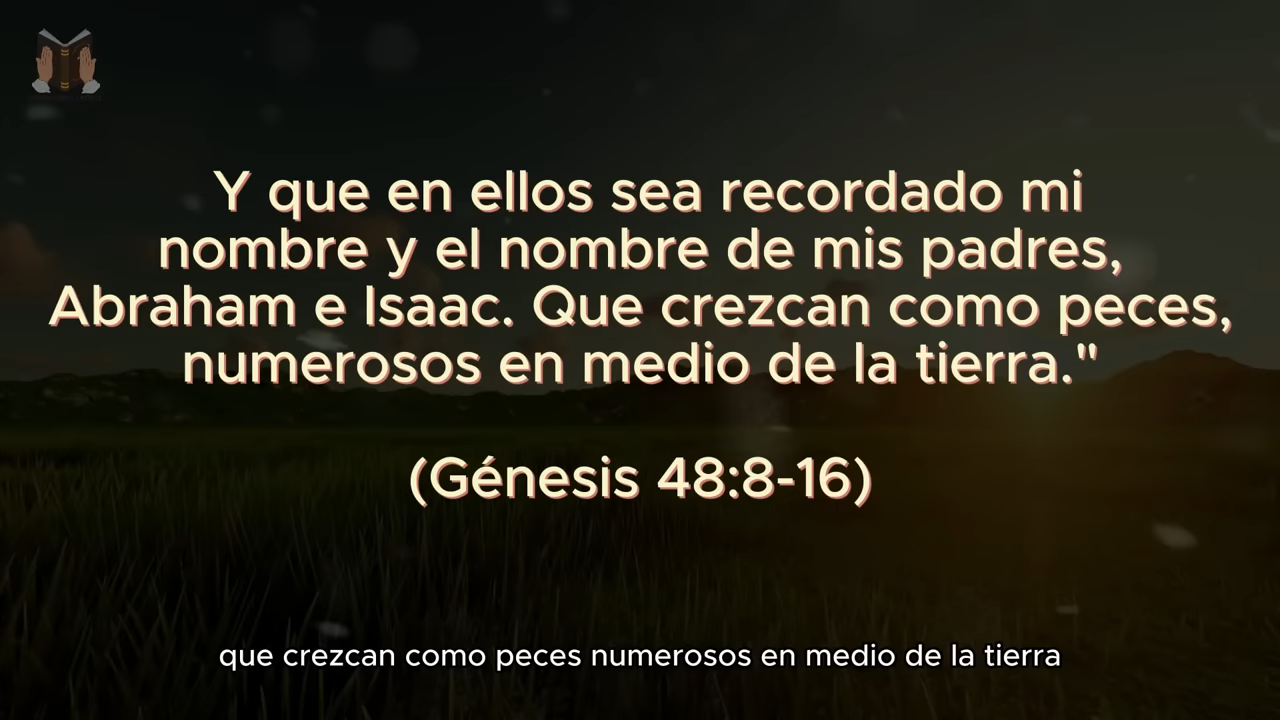 Y que en ellos sea recordado mi
nombre y el nombre de mis padres,
Abraham e Isaac. Que crezcan como peces,
numerosos en medio de la tierra."
(Génesis 48:8-16)
que crezcan como peces numerosos en medio de la tierra